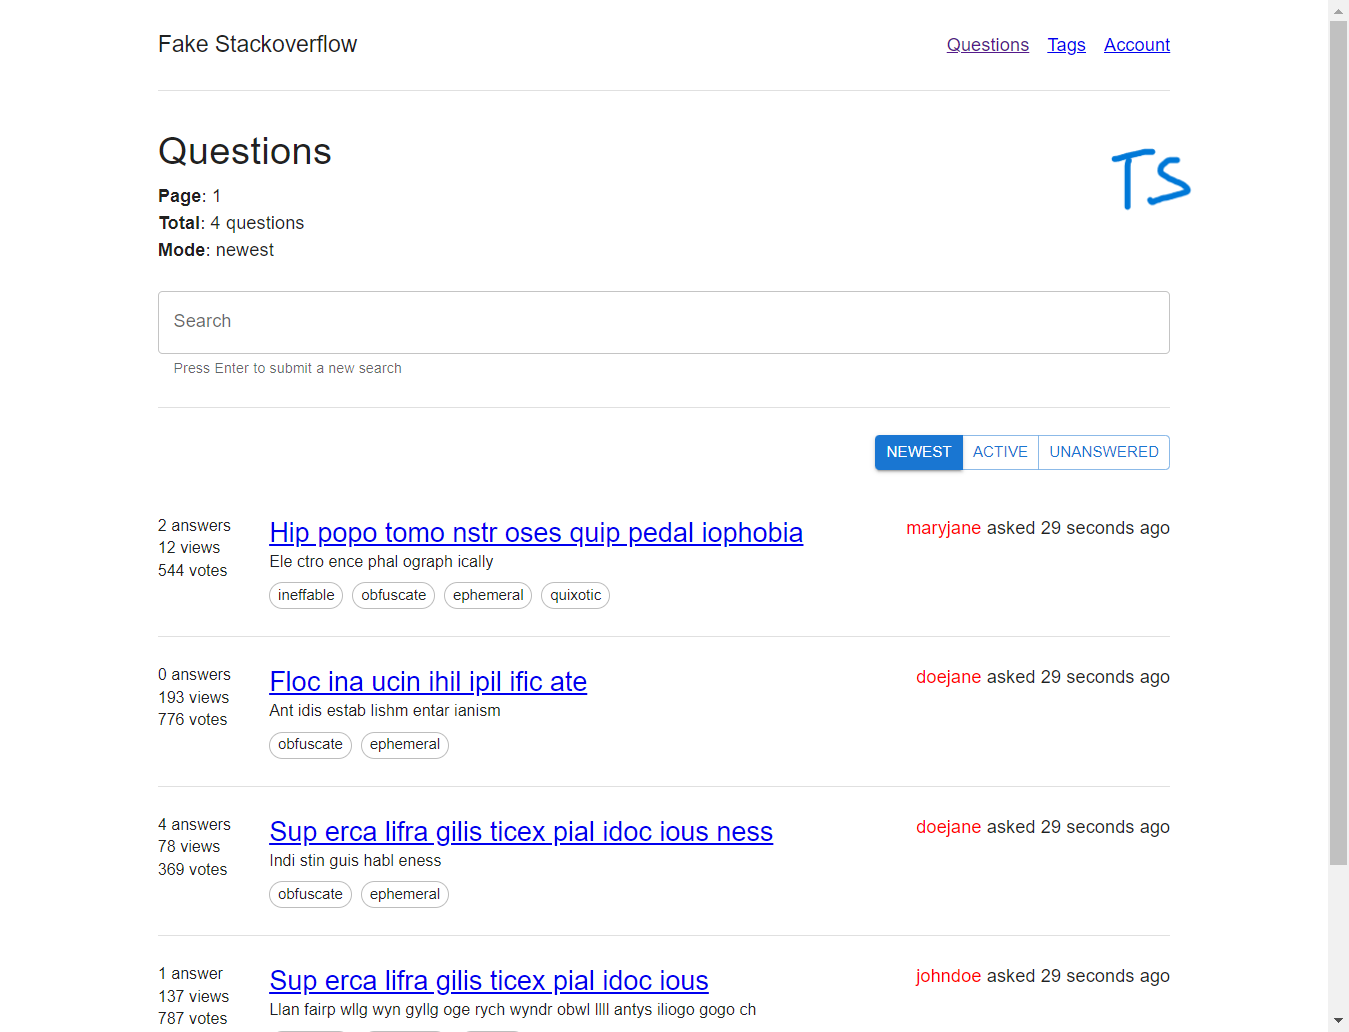 Fake Stackoverflow
Questions Tags Account
Questions
TS
Page: 1
Total: 4 questions
Mode: newest
Search
Press Enter to submit a new search
NEWEST ACTIVE UNANSWERED
2 answers
12 views
544 votes
Hip popo tomo nstr oses quip pedal iophobia
Ele ctro ence phal ograph ically
ineffable obfuscate ephemeral quixotic
maryjane asked 29 seconds ago
0 answers
193 views
776 votes
Floc ina ucin ihil ipil ific ate
Ant idis estab lishm entar ianism
obfuscate ephemeral
doejane asked 29 seconds ago
4 answers
78 views
369 votes
Sup erca lifra gilis ticex pial idoc ious ness
Indi stin guis habl eness
obfuscate ephemeral
doejane asked 29 seconds ago
1 answer
137 views
787 votes
Sup erca lifra gilis ticex pial idoc ious
Llan fairp wllg wyn gyllg oge rych wyndr obwl llll antys iliogo gogo ch
johndoe asked 29 seconds ago